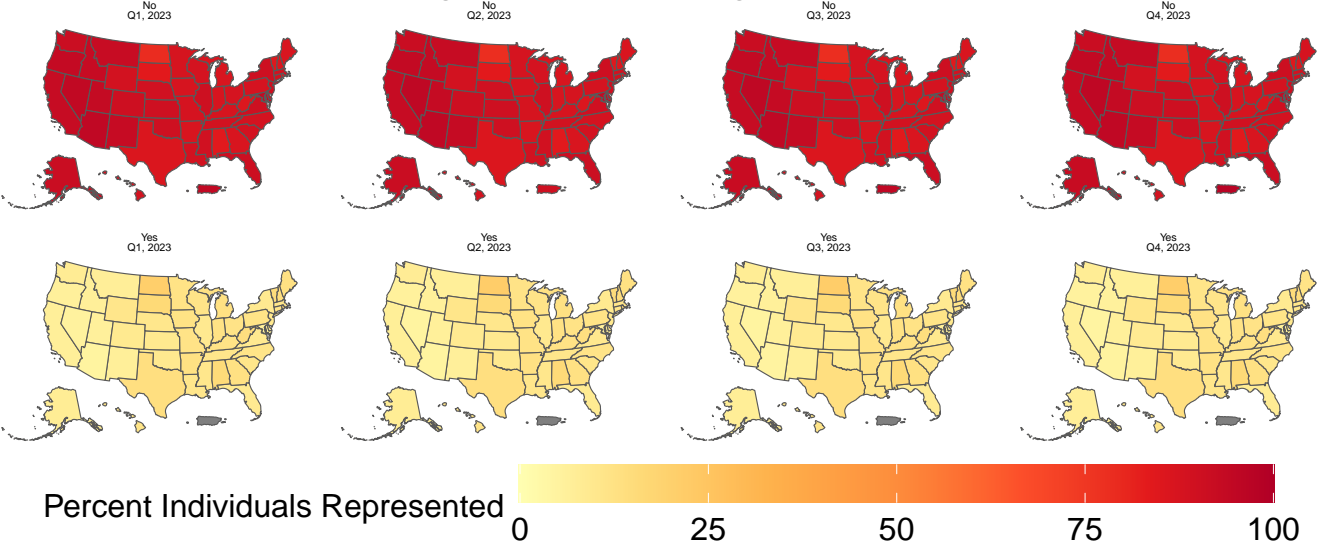 No
Q1, 2023
No
Q2, 2023
No
Q3, 2023
No
Q4, 2023
Yes
Q1, 2023
Yes
Q2, 2023
Yes
Q3, 2023
Yes
Q4, 2023
Percent Individuals Represented
0 25 50 75 100